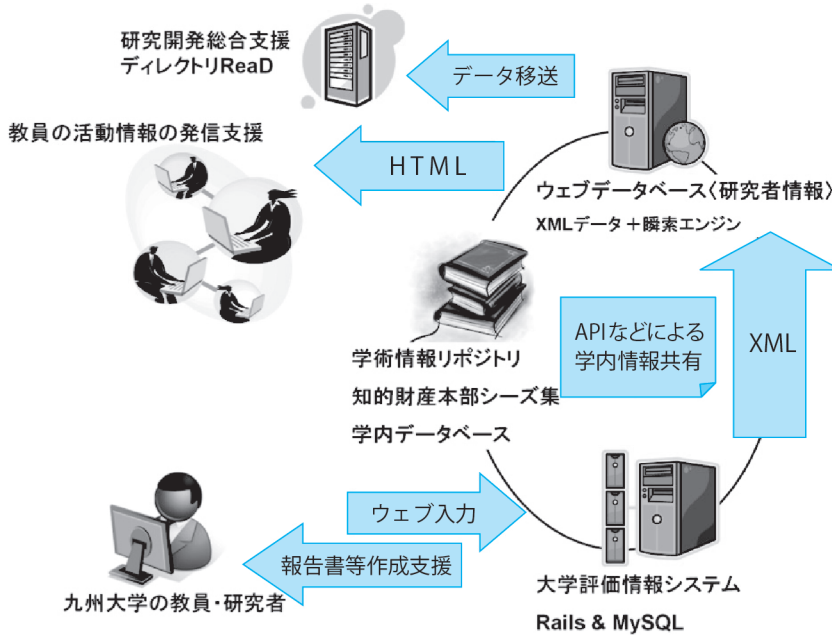 研究開発総合支援
ディレクトリReaD
データ移送
教員の活動情報の発信支援
HTML
ウェブデータベース〈研究者情報〉
XMLデータ＋瞬索エンジン
APIなどによる
学内情報共有
XML
学術情報リポジトリ
知的財産本部シーズ集
学内データベース
ウェブ入力
報告書等作成支援
九州大学の教員・研究者
大学評価情報システム
Rails & MySQL